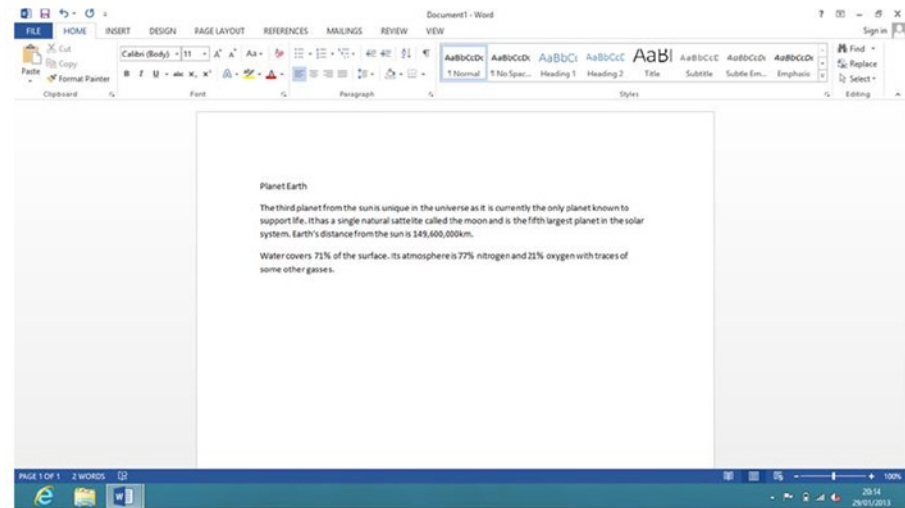 Document1 - Word
FILE HOME INSERT DESIGN PAGE LAYOUT REFERENCES MAILINGS REVIEW VIEW Sign in
Cut
Copy
Paste
Format Painter
Calibri (Body) 11
AaBbCcDc AaBbCcDc AaBbCc AaBbCcC AaBl AaBbCcC AaBbCcDc AaBbCcDc
¶ Normal ¶ No Spac... Heading 1 Heading 2 Title Subtitle Subtle Em... Emphasis
Find
Replace
Select
Clipboard Font Paragraph Styles Editing
Planet Earth
The third planet from the sun is unique in the universe as it is currently the only planet known to
support life. It has a single natural sattelite called the moon and is the fifth largest planet in the solar
system. Earth's distance from the sun is 149,600,000km.
Water covers 71% of the surface. Its atmosphere is 77% nitrogen and 21% oxygen with traces of
some other gasses.
PAGE 1 OF 1 2 WORDS 100%
20:14
29/01/2013